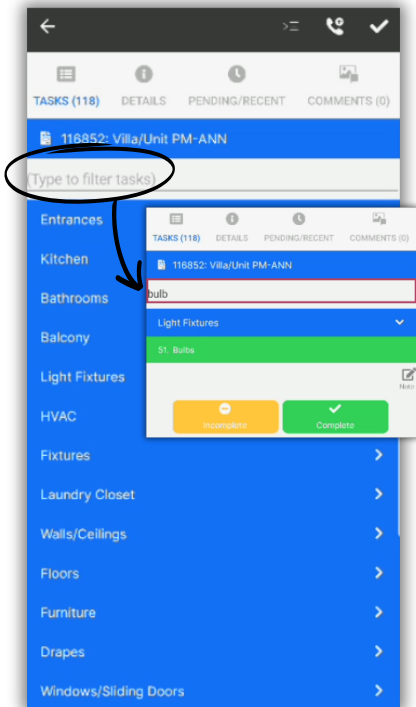 TASKS (118) DETAILS PENDING/RECENT COMMENTS (0)
116852: Villa/Unit PM-ANN
(Type to filter tasks)
Entrances
Kitchen
Bathrooms
Balcony
Light Fixtures
HVAC
Fixtures
Laundry Closet
Walls/Ceilings
Floors
Furniture
Drapes
Windows/Sliding Doors
TASKS (118) DETAILS PENDING/RECENT COMMENTS (0)
116852: Villa/Unit PM-ANN
bulb
Light Fixtures
51. Bulbs
Note
Incomplete Complete